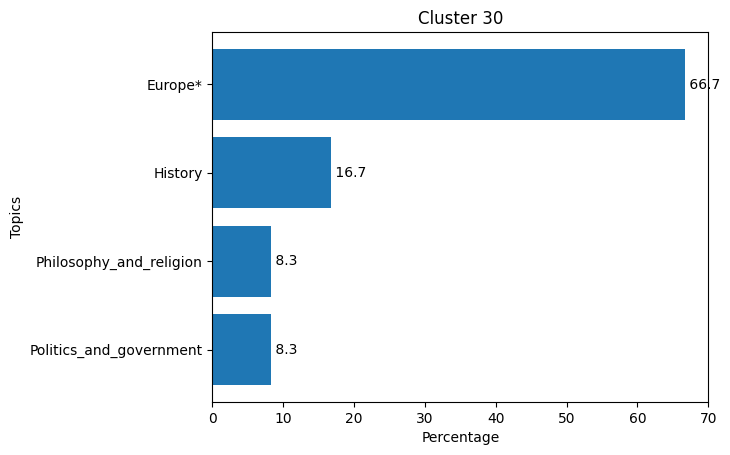 Cluster 30
Topics
Europe*
66.7
History
16.7
Philosophy_and_religion
8.3
Politics_and_government
8.3
0 10 20 30 40 50 60 70
Percentage